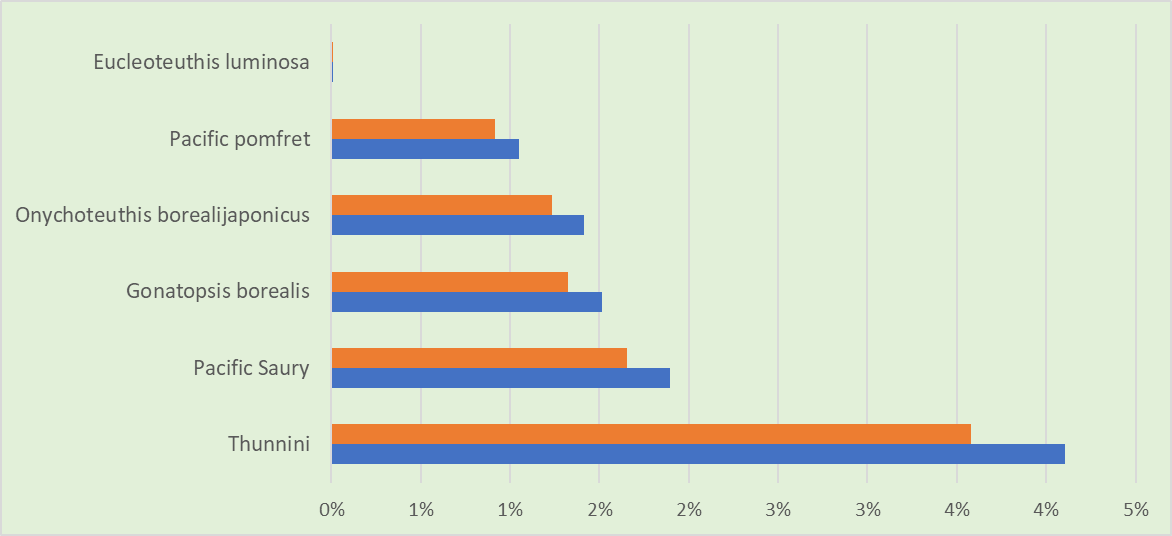 Eucleoteuthis luminosa
Pacific pomfret
Onychoteuthis borealijaponicus
Gonatopsis borealis
Pacific Saury
Thunnini
0% 1% 1% 2% 2% 3% 3% 4% 4% 5%